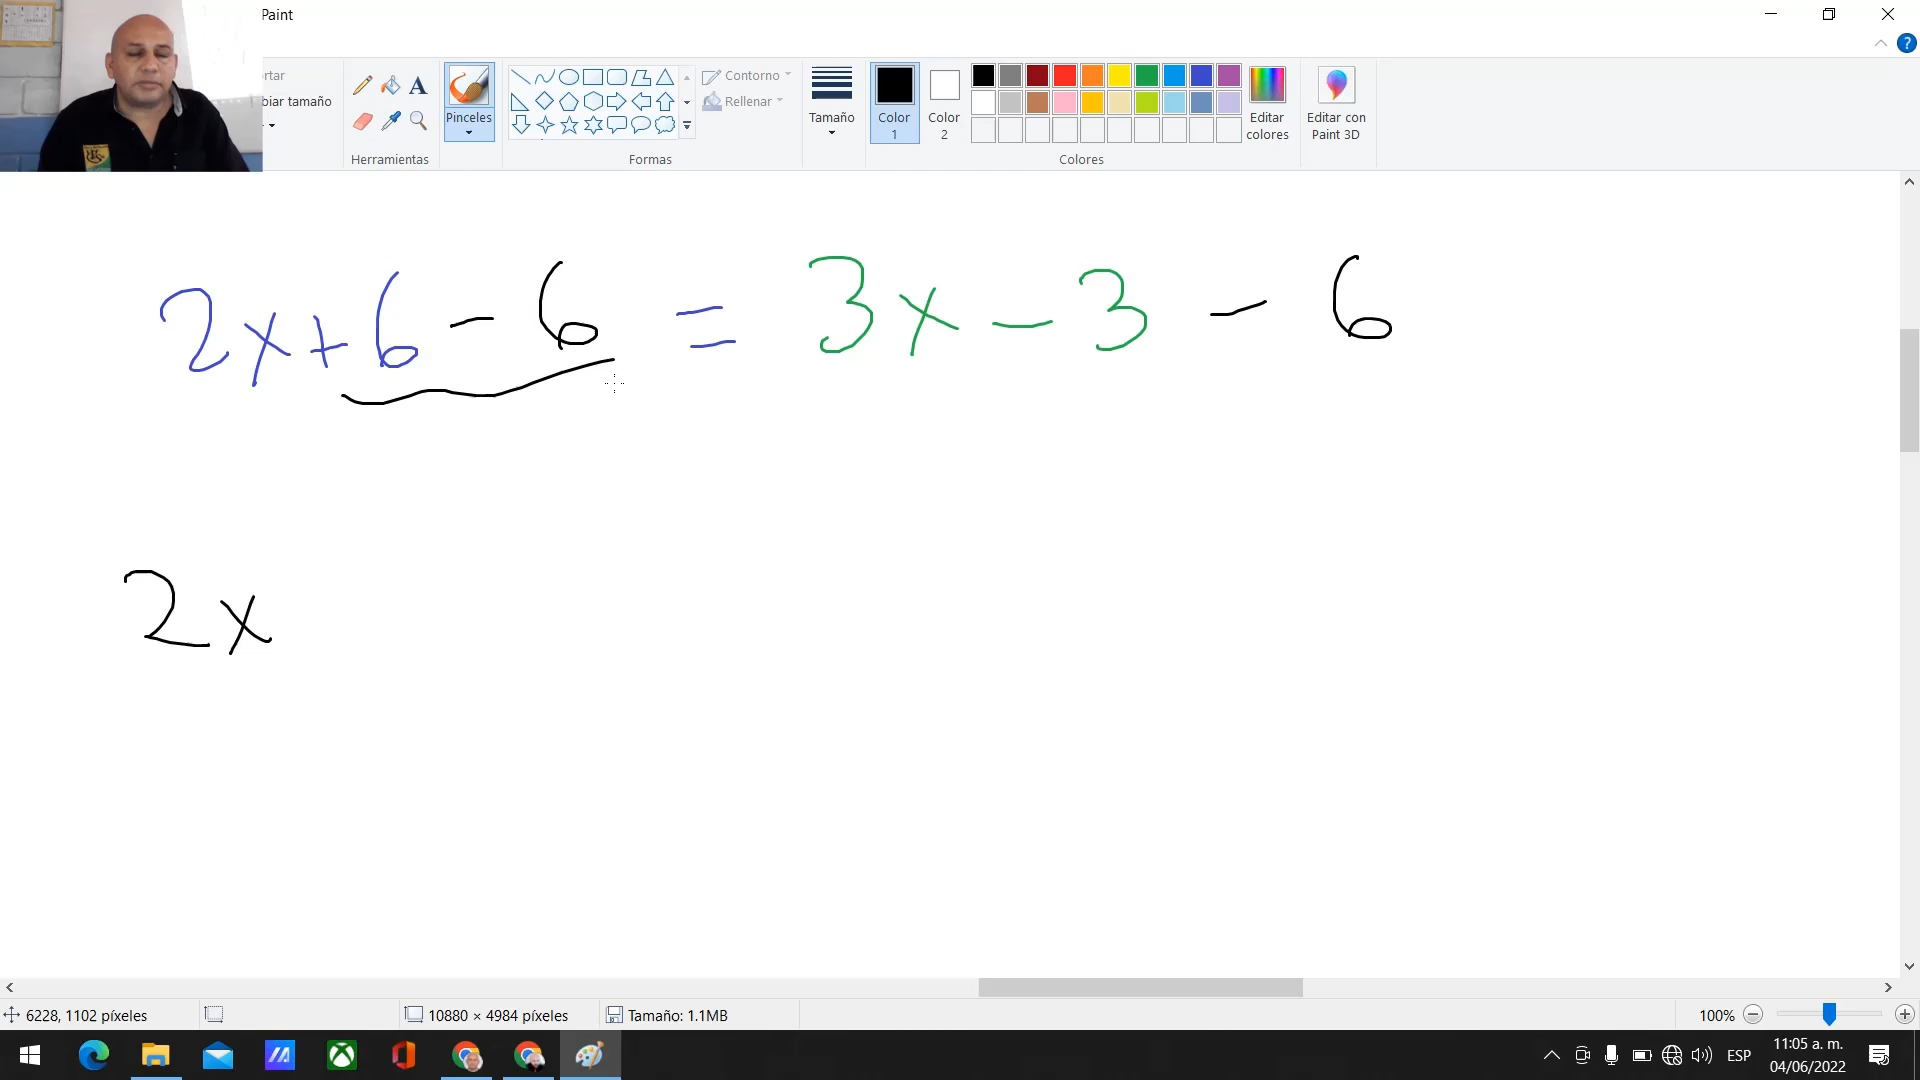 Paint
ortar
biar tamaño
Herramientas
Pinceles
Formas
Contorno
Rellenar
Tamaño
Color 1
Color 2
Colores
Editar colores
Editar con Paint 3D
2x+6 - 6 = 3x - 3 - 6
2x
6228, 1102 píxeles
10880 × 4984 píxeles
Tamaño: 1.1MB
100%
ESP
11:05 a. m.
04/06/2022